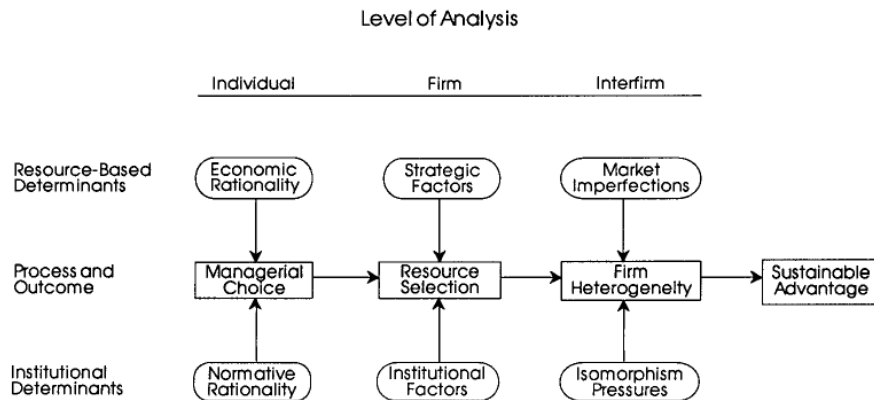 Level of Analysis
Individual Firm Interfirm
Resource-Based
Determinants
Economic
Rationality
Strategic
Factors
Market
Imperfections
Process and
Outcome
Managerial
Choice
Resource
Selection
Firm
Heterogeneity
Sustainable
Advantage
Institutional
Determinants
Normative
Rationality
Institutional
Factors
Isomorphism
Pressures